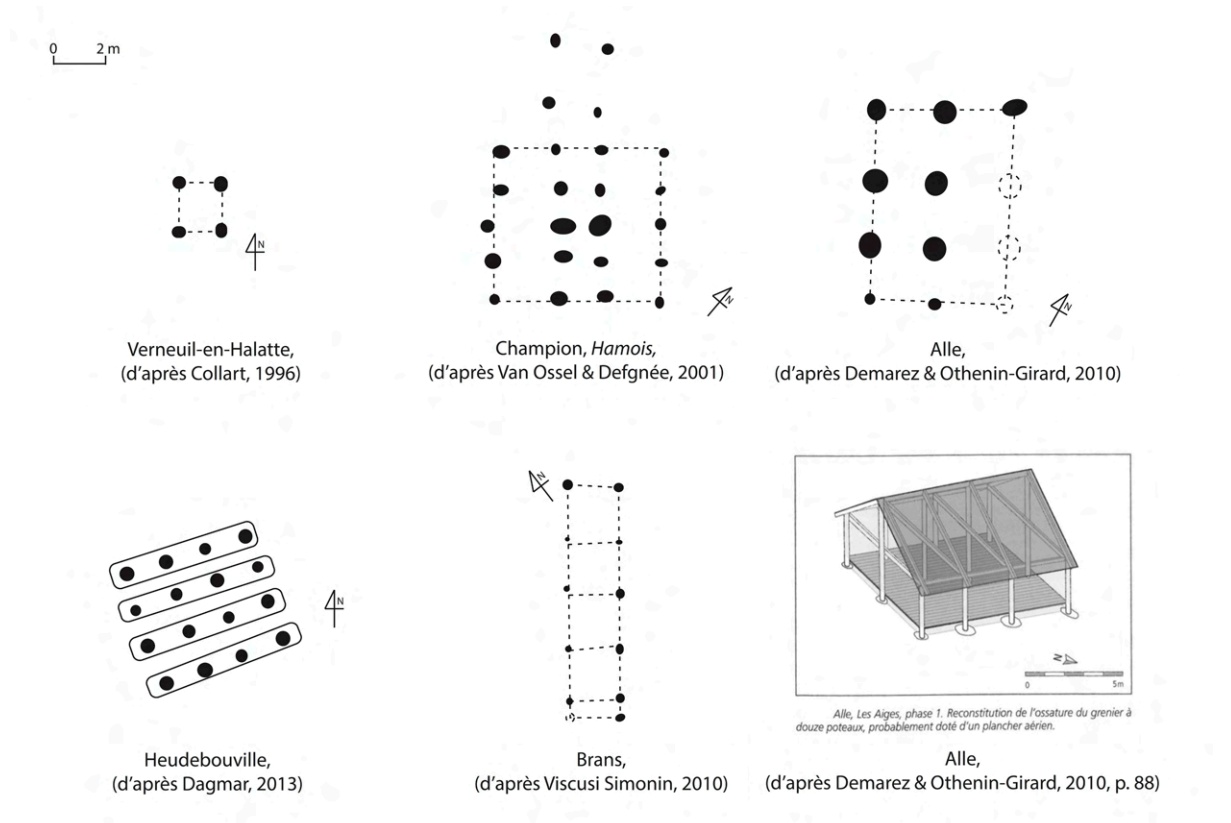 0 2 m
N
N
N
Verneuil-en-Halatte,
(d'après Collart, 1996)
Champion, Hamois,
(d'après Van Ossel & Defgnée, 2001)
Alle,
(d'après Demarez & Othenin-Girard, 2010)
N
N
N
0 5m
Alle, Les Aiges, phase 1. Reconstitution de l'ossature du grenier à
douze poteaux, probablement doté d'un plancher aérien.
Heudebouville,
(d'après Dagmar, 2013)
Brans,
(d'après Viscusi Simonin, 2010)
Alle,
(d'après Demarez & Othenin-Girard, 2010, p. 88)